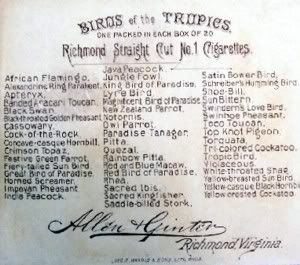 BIRDS of the TROPICS.
ONE PACKED IN EACH BOX OF 20
Richmond Straight Cut No.1 Cigarettes.
African Flamingo.
Alexandrine Ring Parakeet.
Apteryx.
Banded Aracari Toucan.
Black Swan.
Black-throated Golden Pheasant
Cassowary.
Cock-of-the-Rock.
Concave-casque Hornbill.
Crimson Topaz.
Festive Green Parrot.
Fiery-tailed Sun Bird
Great Bird of Paradise.
Horned Screamer.
Impeyan Pheasant
India Peacock.
Java Peacock.
Jungle Fowl.
King Bird of Paradise.
Lyre Bird.
Magnificent Bird of Paradise
New Zealand Parrot
Notornis.
Owl Parrot.
Paradise Tanager.
Pitta.
Quezal.
Rainbow Pitta.
Red and Blue Macaw.
Red Bird of Paradise.
Rhea.
Sacred Ibis.
Sacred Kingfisher.
Saddle-billed Stork.
Satin Bower Bird.
Schreiber's Humming Bird.
Shoe-Bill.
Sun Bittern.
Swindern's Love Bird.
Swinhoe Pheasant.
Toco Toucan.
Top Knot Pigeon.
Torquata.
Tri-colored Cockatoo.
Tropic Bird.
Violaceous.
White-throated Shag.
Yellow-breasted Sun Bird
Yellow-casque Black Hornbill
Yellow crested Cockatoo.
Allen & Ginter
Richmond, Virginia.